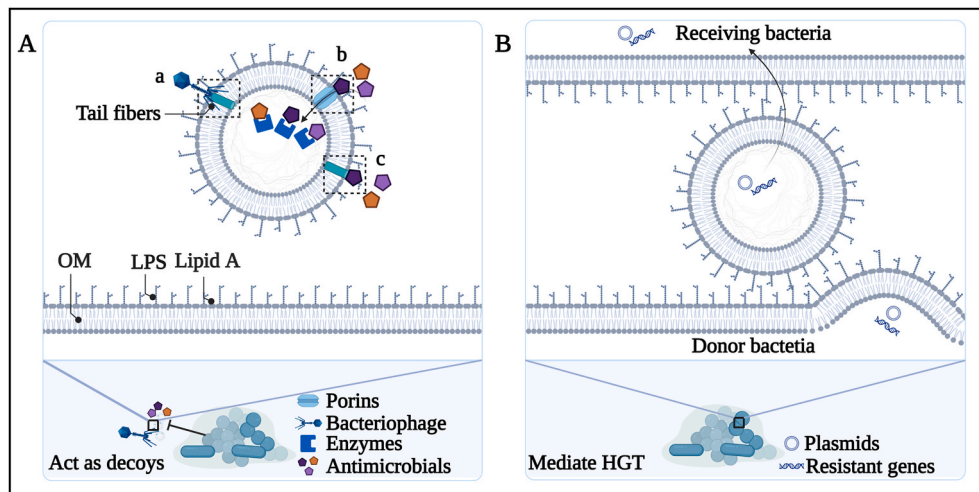 A
a
b
Tail fibers
c
OM
LPS
Lipid A
Act as decoys
Porins
Bacteriophage
Enzymes
Antimicrobials
B
Receiving bacteria
Donor bactetia
Mediate HGT
Plasmids
Resistant genes